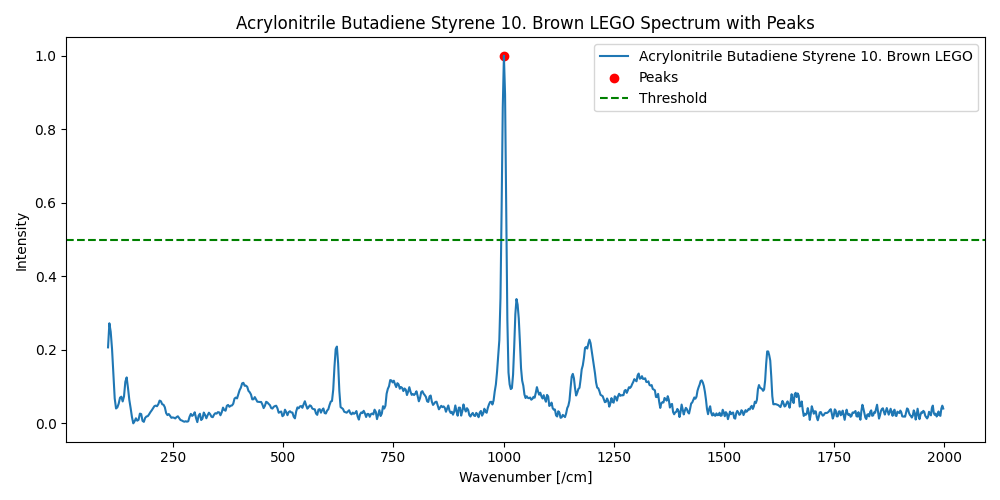 Acrylonitrile Butadiene Styrene 10. Brown LEGO Spectrum with Peaks
Acrylonitrile Butadiene Styrene 10. Brown LEGO
Peaks
Threshold
Intensity
1.0
0.8
0.6
0.4
0.2
0.0
250
500
750
1000
1250
1500
1750
2000
Wavenumber [/cm]